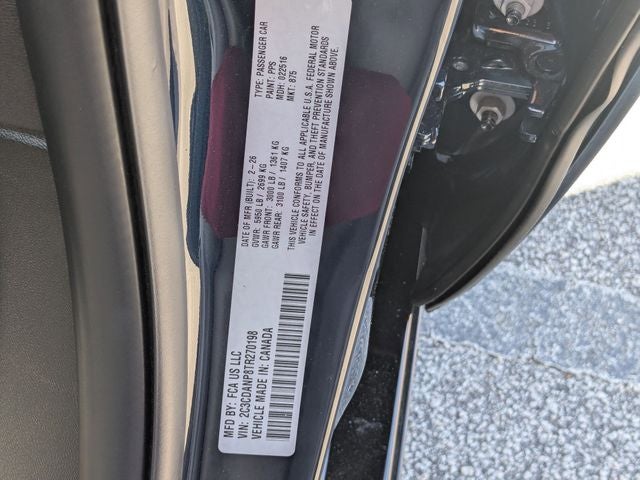 MFD BY: FCA US LLC
VIN: 2C3CDANP8TR270198
VEHICLE MADE IN: CANADA
DATE OF MFR (BUILT): 2-26
GVWR: 5950 LB / 2699 KG
GAWR FRONT: 3000 LB / 1361 KG
GAWR REAR: 3100 LB / 1407 KG
THIS VEHICLE CONFORMS TO ALL APPLICABLE U.S.A. FEDERAL MOTOR
VEHICLE SAFETY, BUMPER, AND THEFT PREVENTION STANDARDS
IN EFFECT ON THE DATE OF MANUFACTURE SHOWN ABOVE.
TYPE: PASSENGER CAR
PAINT: PPS
MDH: 022516
MKT: 875